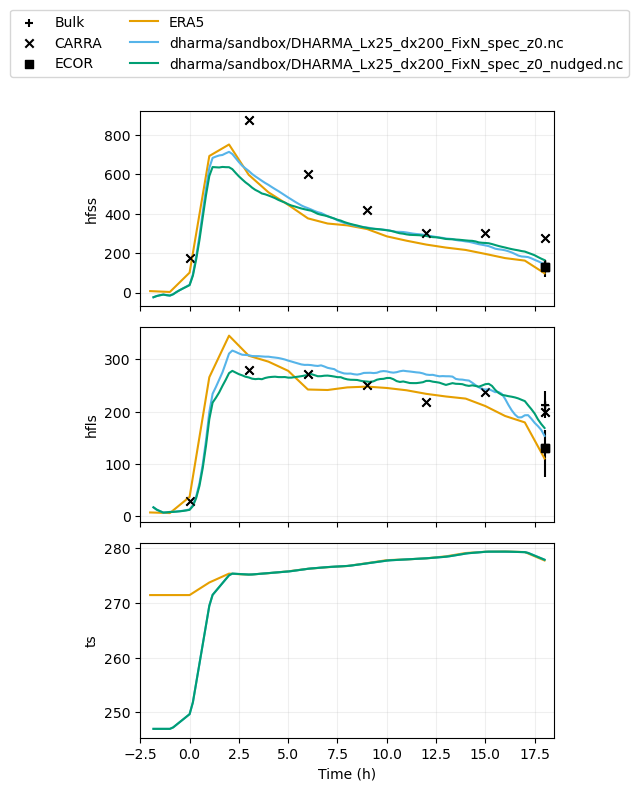 Bulk
CARRA
ECOR
ERA5
dharma/sandbox/DHARMA_Lx25_dx200_FixN_spec_z0.nc
dharma/sandbox/DHARMA_Lx25_dx200_FixN_spec_z0_nudged.nc
800
600
400
200
0
hfss
300
200
100
0
hfls
280
270
260
250
ts
−2.5 0.0 2.5 5.0 7.5 10.0 12.5 15.0 17.5
Time (h)